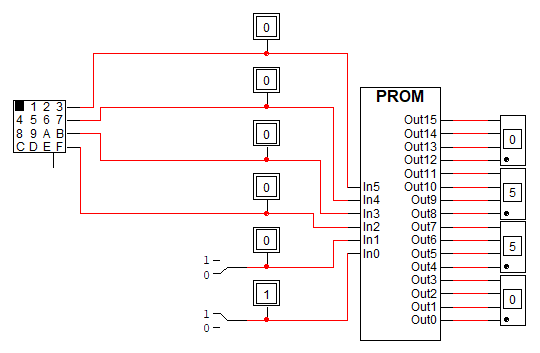 0
PROM
1 2 3
4 5 6 7
8 9 A B
C D E F
0
0
0
0
1
1
0
1
0
In5
In4
In3
In2
In1
In0
Out15
Out14
Out13
Out12
Out11
Out10
Out9
Out8
Out7
Out6
Out5
Out4
Out3
Out2
Out1
Out0
0
5
5
0